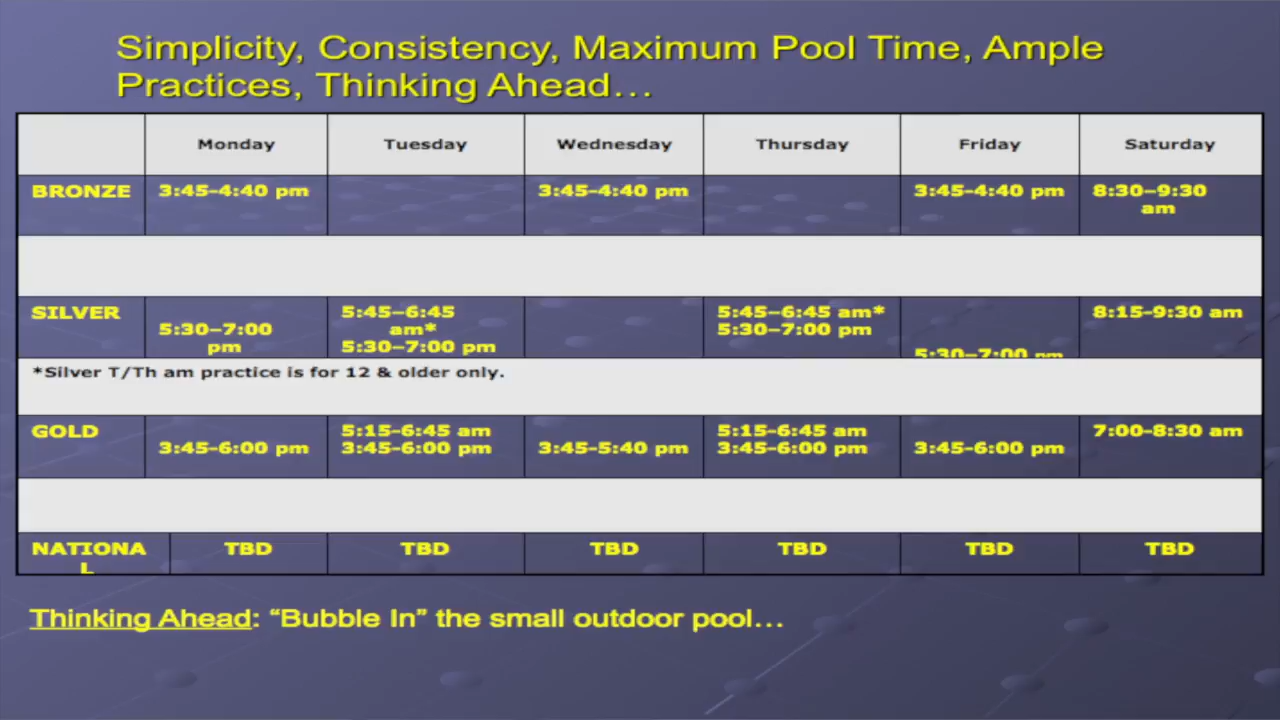 Simplicity, Consistency, Maximum Pool Time, Ample
Practices, Thinking Ahead…
Monday Tuesday Wednesday Thursday Friday Saturday
BRONZE 3:45-4:40 pm 3:45-4:40 pm 3:45-4:40 pm 8:30–9:30
am
SILVER 5:45–6:45 5:45–6:45 am* 8:15-9:30 am
5:30–7:00 am* 5:30–7:00 pm
pm 5:30–7:00 pm 5:30–7:00 pm
*Silver T/Th am practice is for 12 & older only.
GOLD 5:15-6:45 am 5:15-6:45 am 7:00-8:30 am
3:45-6:00 pm 3:45-6:00 pm 3:45-5:40 pm 3:45-6:00 pm 3:45-6:00 pm
NATIONA TBD TBD TBD TBD TBD TBD
L
Thinking Ahead: “Bubble In” the small outdoor pool…